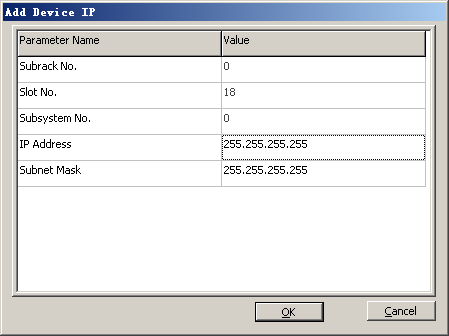 Add Device IP
Parameter Name Value
Subrack No. 0
Slot No. 18
Subsystem No. 0
IP Address 255.255.255.255
Subnet Mask 255.255.255.255
OK Cancel